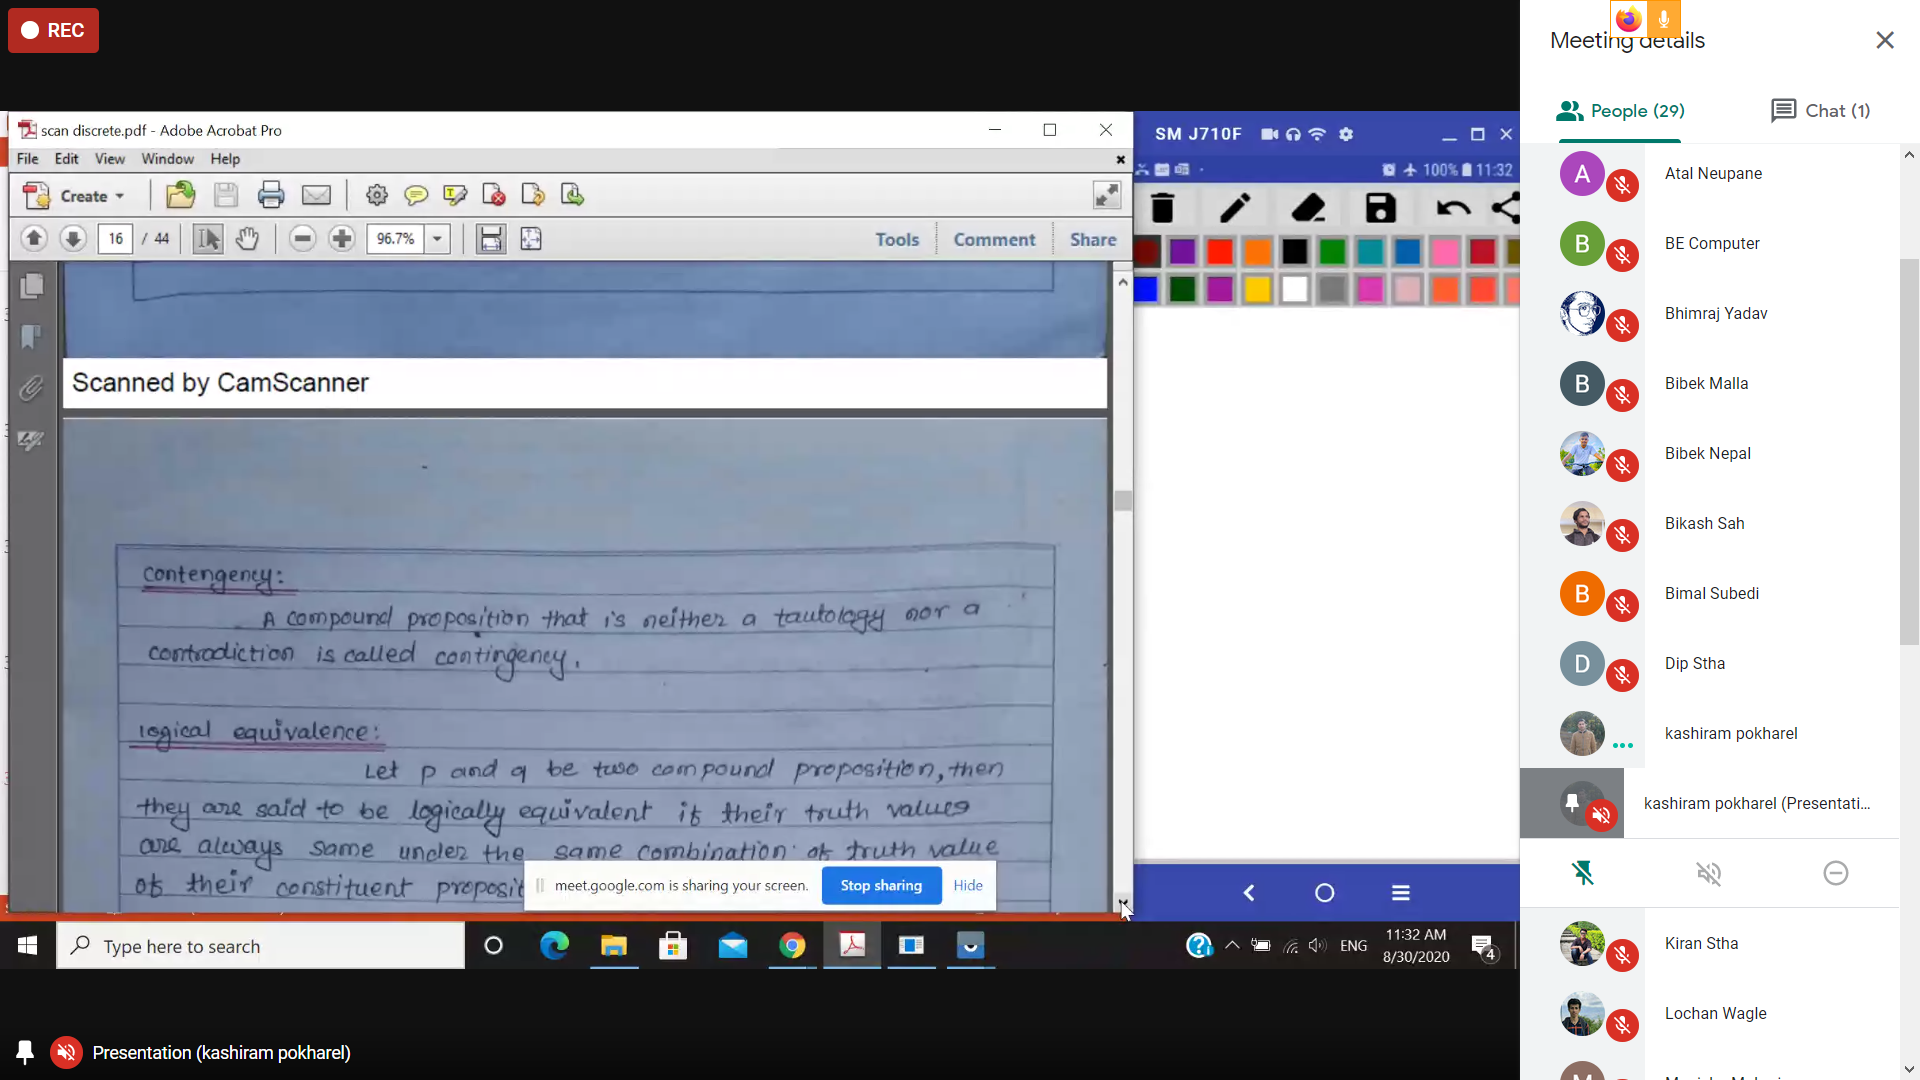 REC
Meeting details
People (29)
Chat (1)
scan discrete.pdf - Adobe Acrobat Pro
File Edit View Window Help
Create
16 / 44
96.7%
Tools Comment Share
Scanned by CamScanner
Contengency:
A compound proposition that is neither a tautology nor a
contradiction is called contingency.
logical equivalence:
Let p and q be two compound proposition, then
they are said to be logically equivalent if their truth values
are always same under the same combination of truth value
of their constituent proposit
meet.google.com is sharing your screen.
Stop sharing
Hide
SM J710F
100% 11:32
A
Atal Neupane
B
BE Computer
Bhimraj Yadav
B
Bibek Malla
Bibek Nepal
Bikash Sah
B
Bimal Subedi
D
Dip Stha
kashiram pokharel
kashiram pokharel (Presentati...
Kiran Stha
Lochan Wagle
Type here to search
ENG
11:32 AM
8/30/2020
4
Presentation (kashiram pokharel)